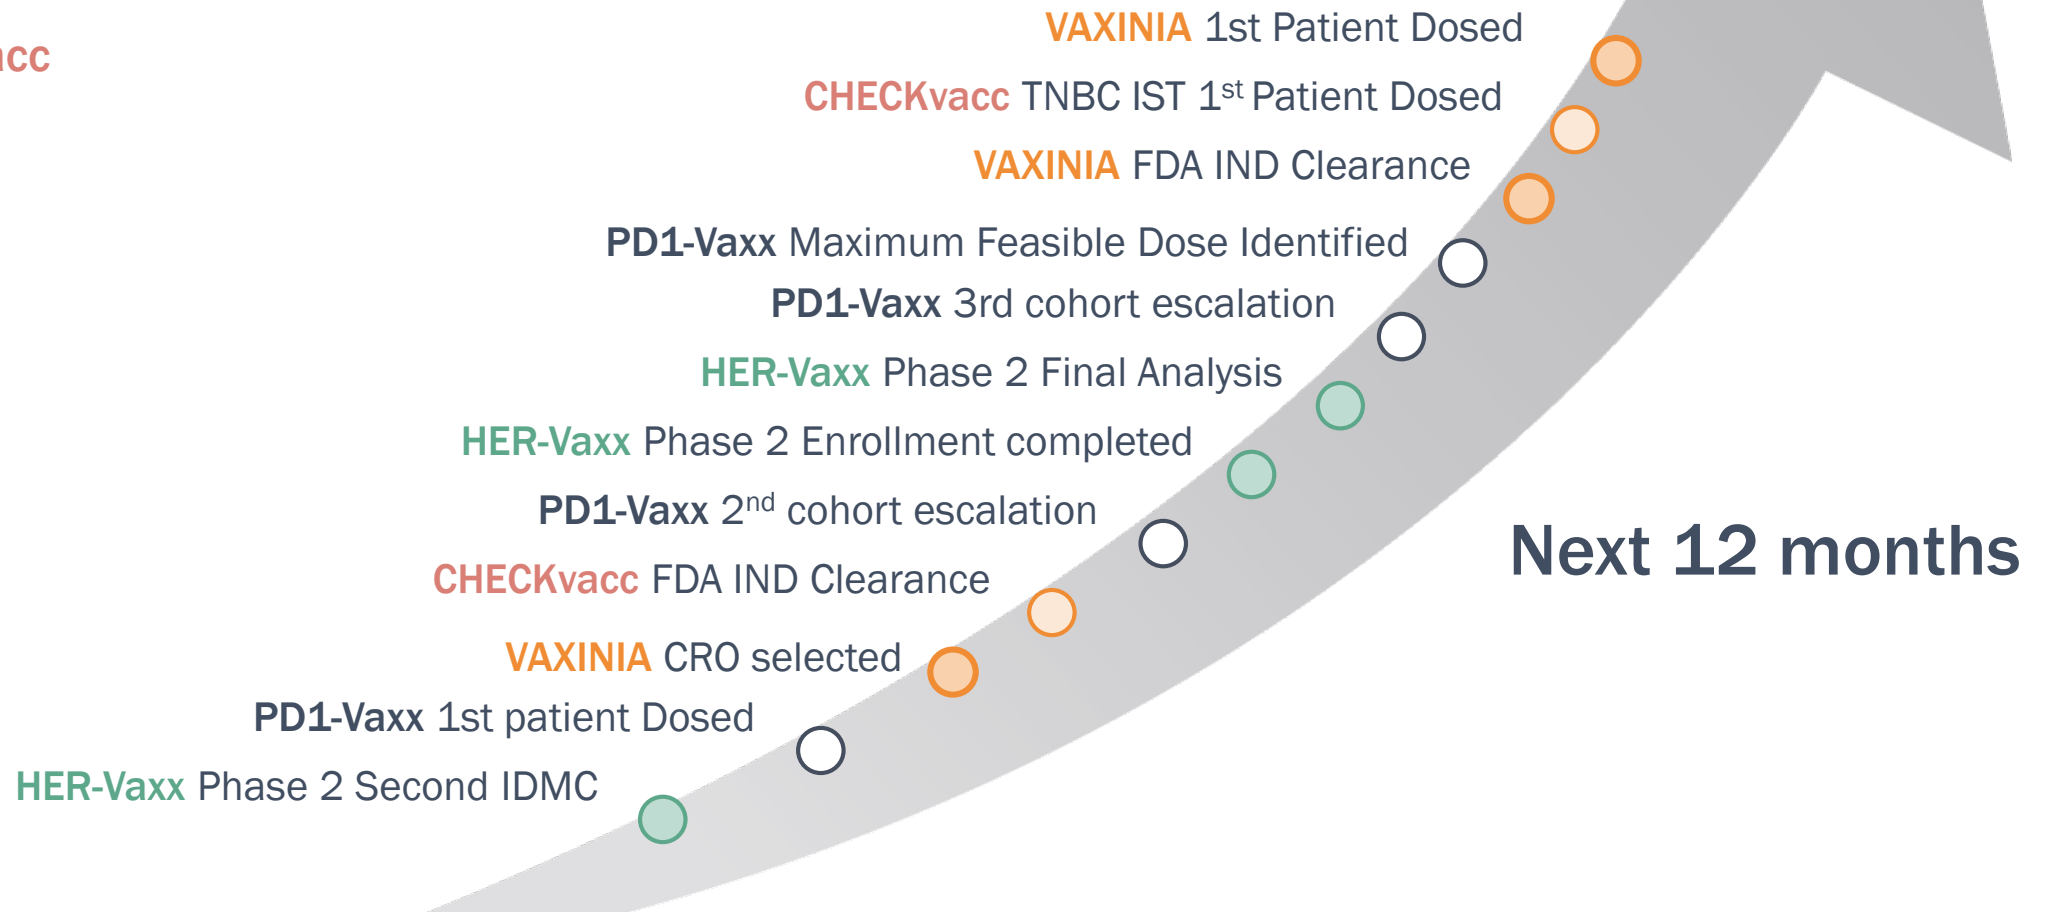 VAXINIA 1st Patient Dosed
acc
CHECKvacc TNBC IST 1st Patient Dosed
VAXINIA FDA IND Clearance
PD1-Vaxx Maximum Feasible Dose Identified
PD1-Vaxx 3rd cohort escalation
HER-Vaxx Phase 2 Final Analysis
HER-Vaxx Phase 2 Enrollment completed
PD1-Vaxx 2nd cohort escalation
Next 12 months
CHECKvacc FDA IND Clearance
VAXINIA CRO selected
PD1-Vaxx 1st patient Dosed
HER-Vaxx Phase 2 Second IDMC